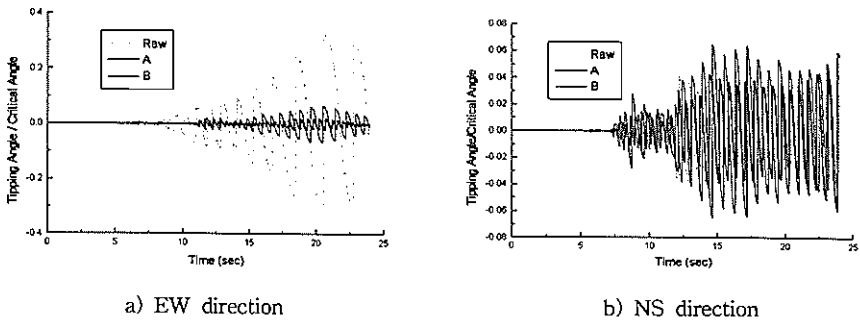 Tipping Angle / Critical Angle
0.4
0.2
0.0
-0.2
-0.4
Raw
A
B
0
5
10
15
20
25
Time (sec)
a) EW direction
Tipping Angle/Critical Angle
0.08
0.06
0.04
0.02
0.00
-0.02
-0.04
-0.06
-0.08
Raw
A
B
0
5
10
15
20
25
Time (sec)
b) NS direction